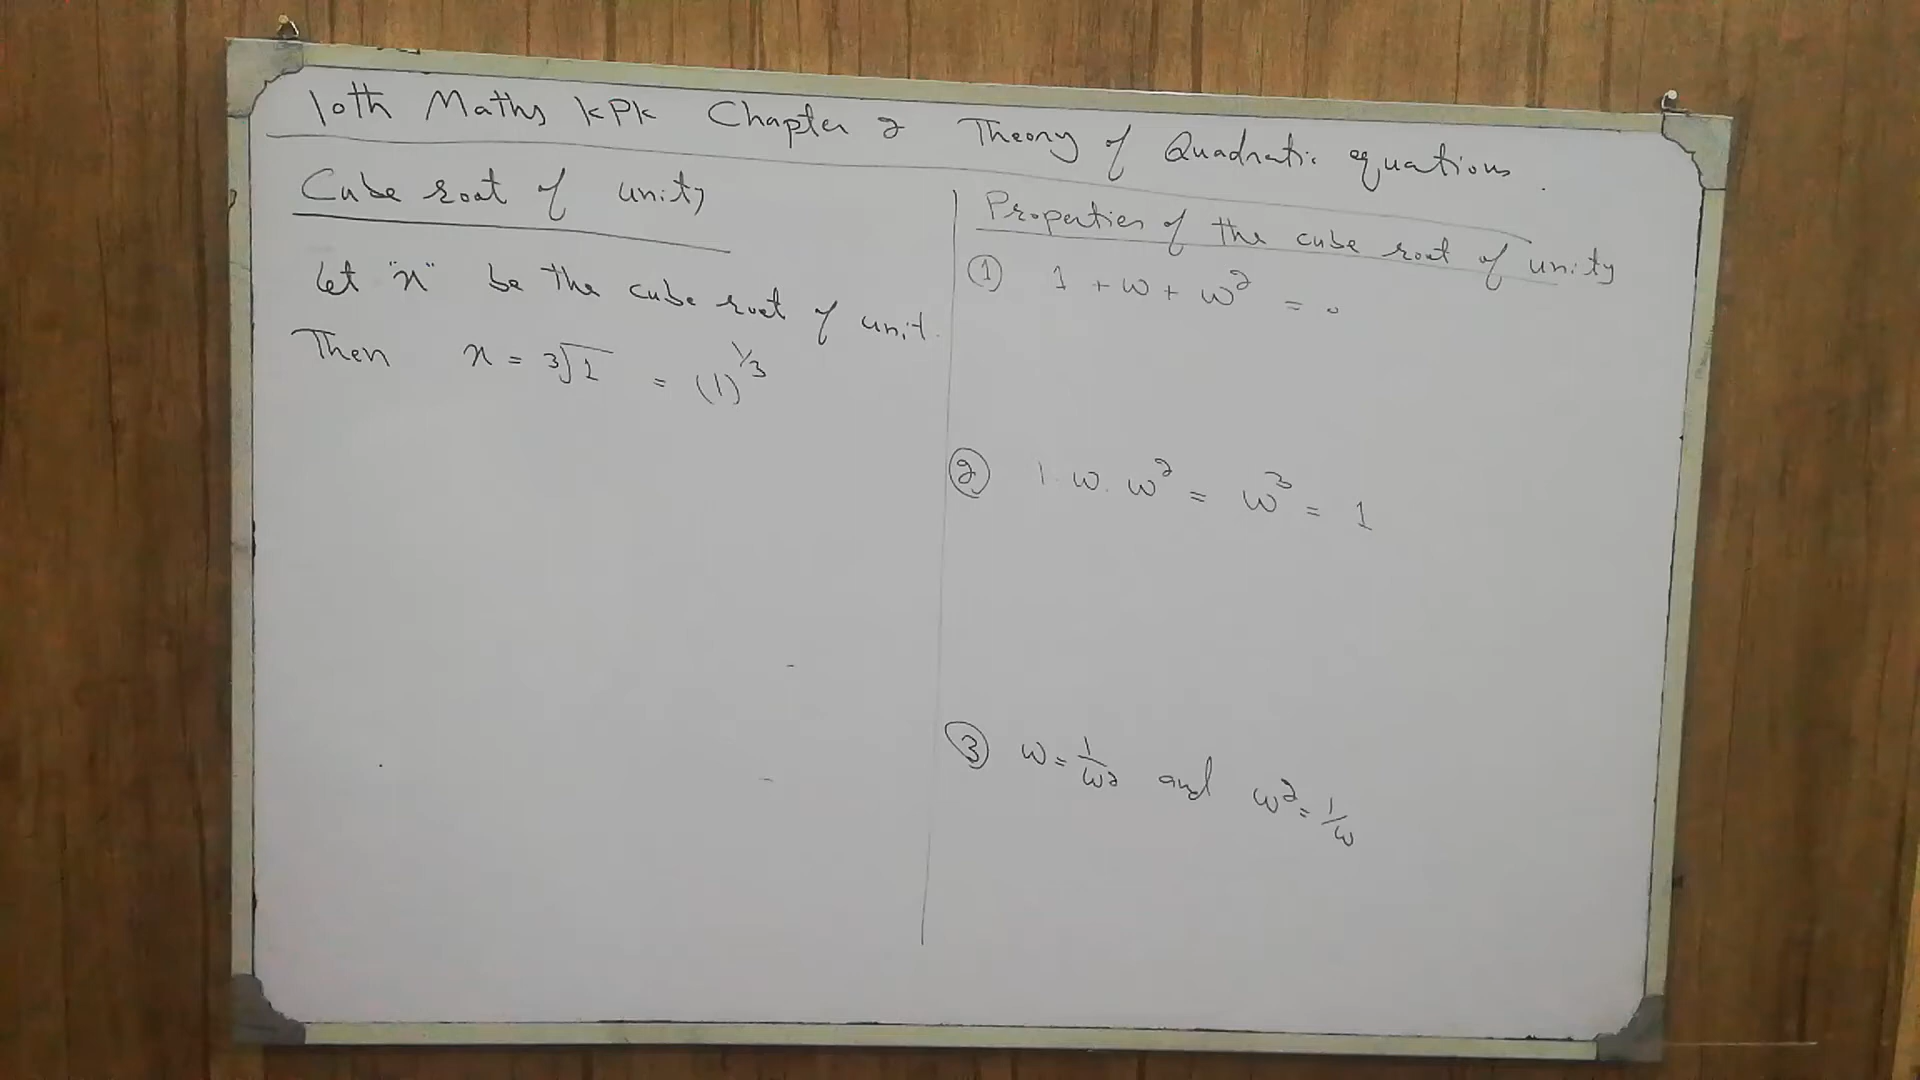 10th Maths KPK Chapter 2 Theory of Quadratic equations.
Cube root of unity
Let "x" be the cube root of unit.
Then x = ∛1 = (1)^1/3
Properties of the cube root of unity
① 1 + ω + ω² = 0
② 1. ω. ω² = ω³ = 1
③ ω = 1/ω² and ω² = 1/ω